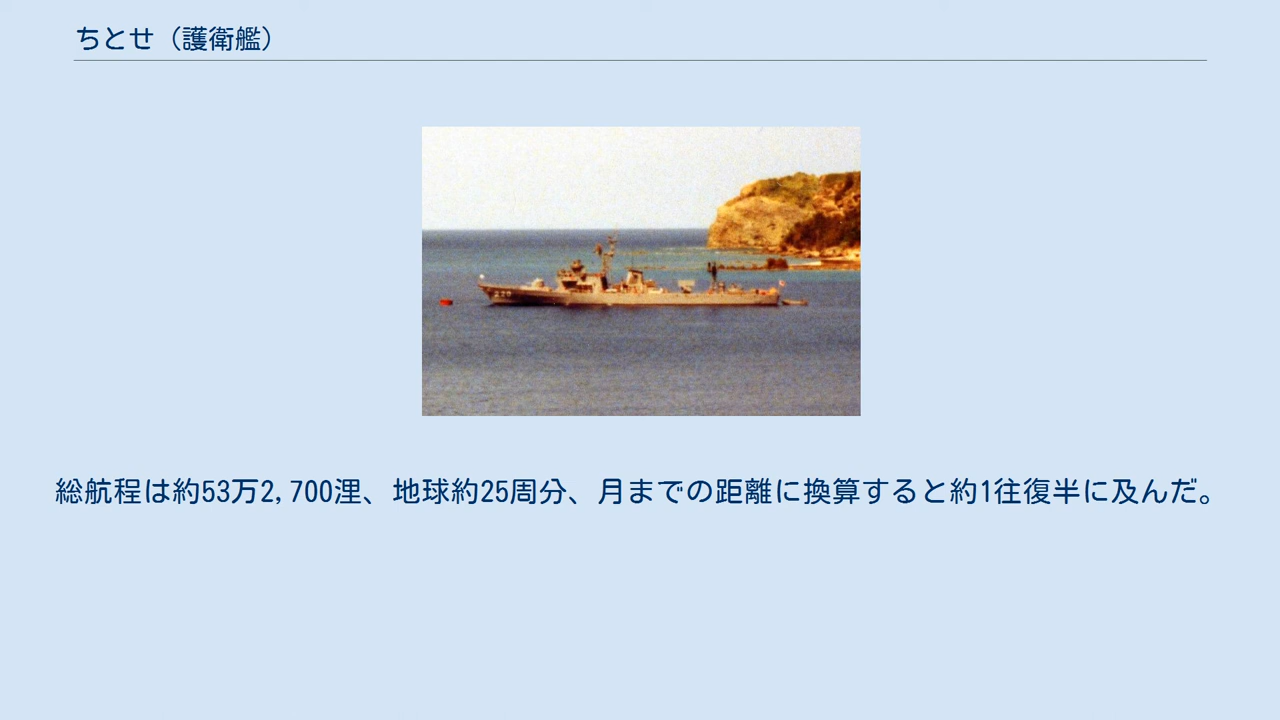 ちとせ（護衛艦）
総航程は約53万2,700浬、地球約25周分、月までの距離に換算すると約1往復半に及んだ。